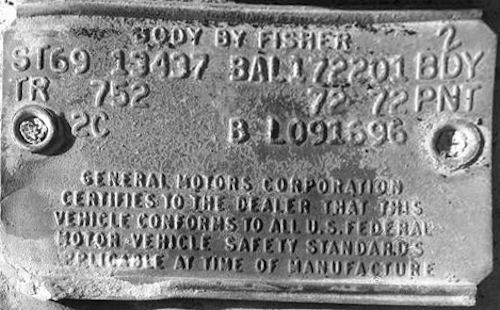 BODY BY FISHER
ST69 13437 BAL172201 BDY
TR 752 72 72 PNT
12C B L091696
GENERAL MOTORS CORPORATION
CERTIFIES TO THE DEALER THAT THIS
VEHICLE CONFORMS TO ALL U.S. FEDERAL
MOTOR VEHICLE SAFETY STANDARDS
APPLICABLE AT TIME OF MANUFACTURE